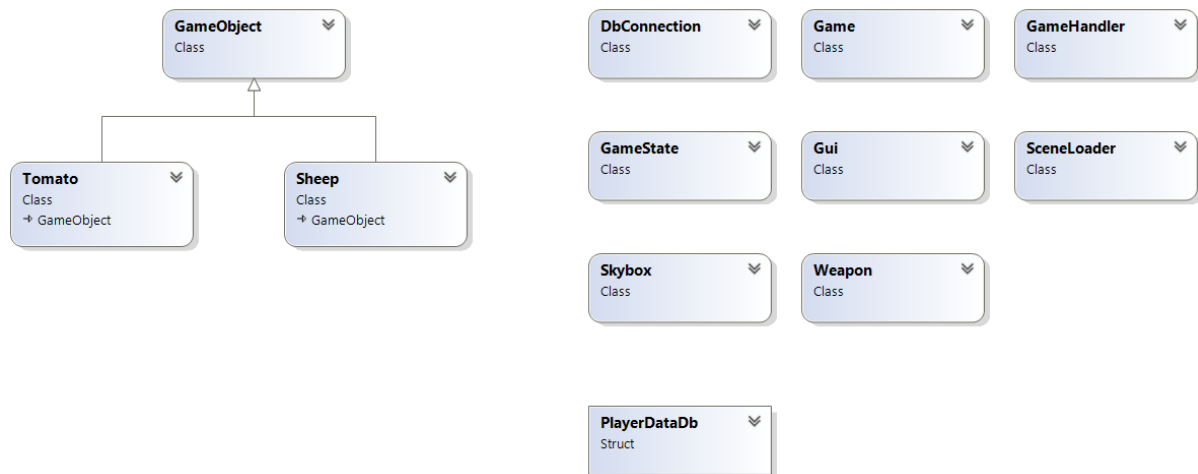 GameObject
Class
Tomato
Class
GameObject
Sheep
Class
GameObject
DbConnection
Class
Game
Class
GameHandler
Class
GameState
Class
Gui
Class
SceneLoader
Class
Skybox
Class
Weapon
Class
PlayerDataDb
Struct